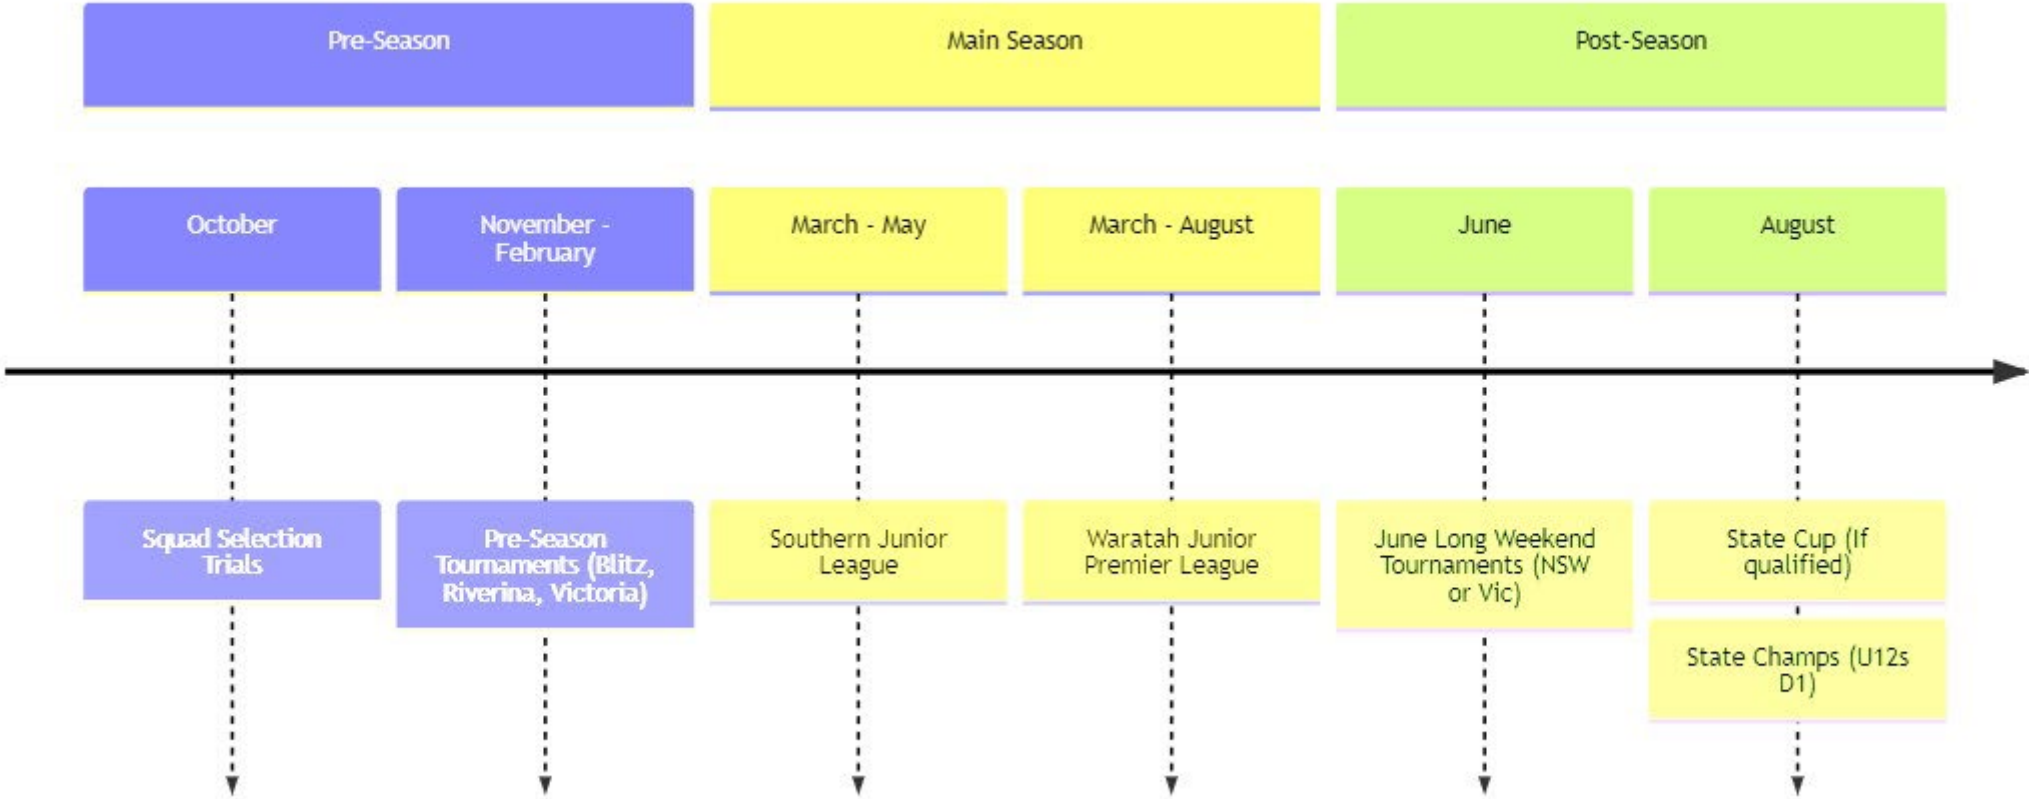 Pre-Season
Main Season
Post-Season
October
November -
February
March - May
March - August
June
August
Squad Selection
Trials
Pre-Season
Tournaments (Blitz,
Riverina, Victoria)
Southern Junior
League
Waratah Junior
Premier League
June Long Weekend
Tournaments (NSW
or Vic)
State Cup (If
qualified)
State Champs (U12s
D1)